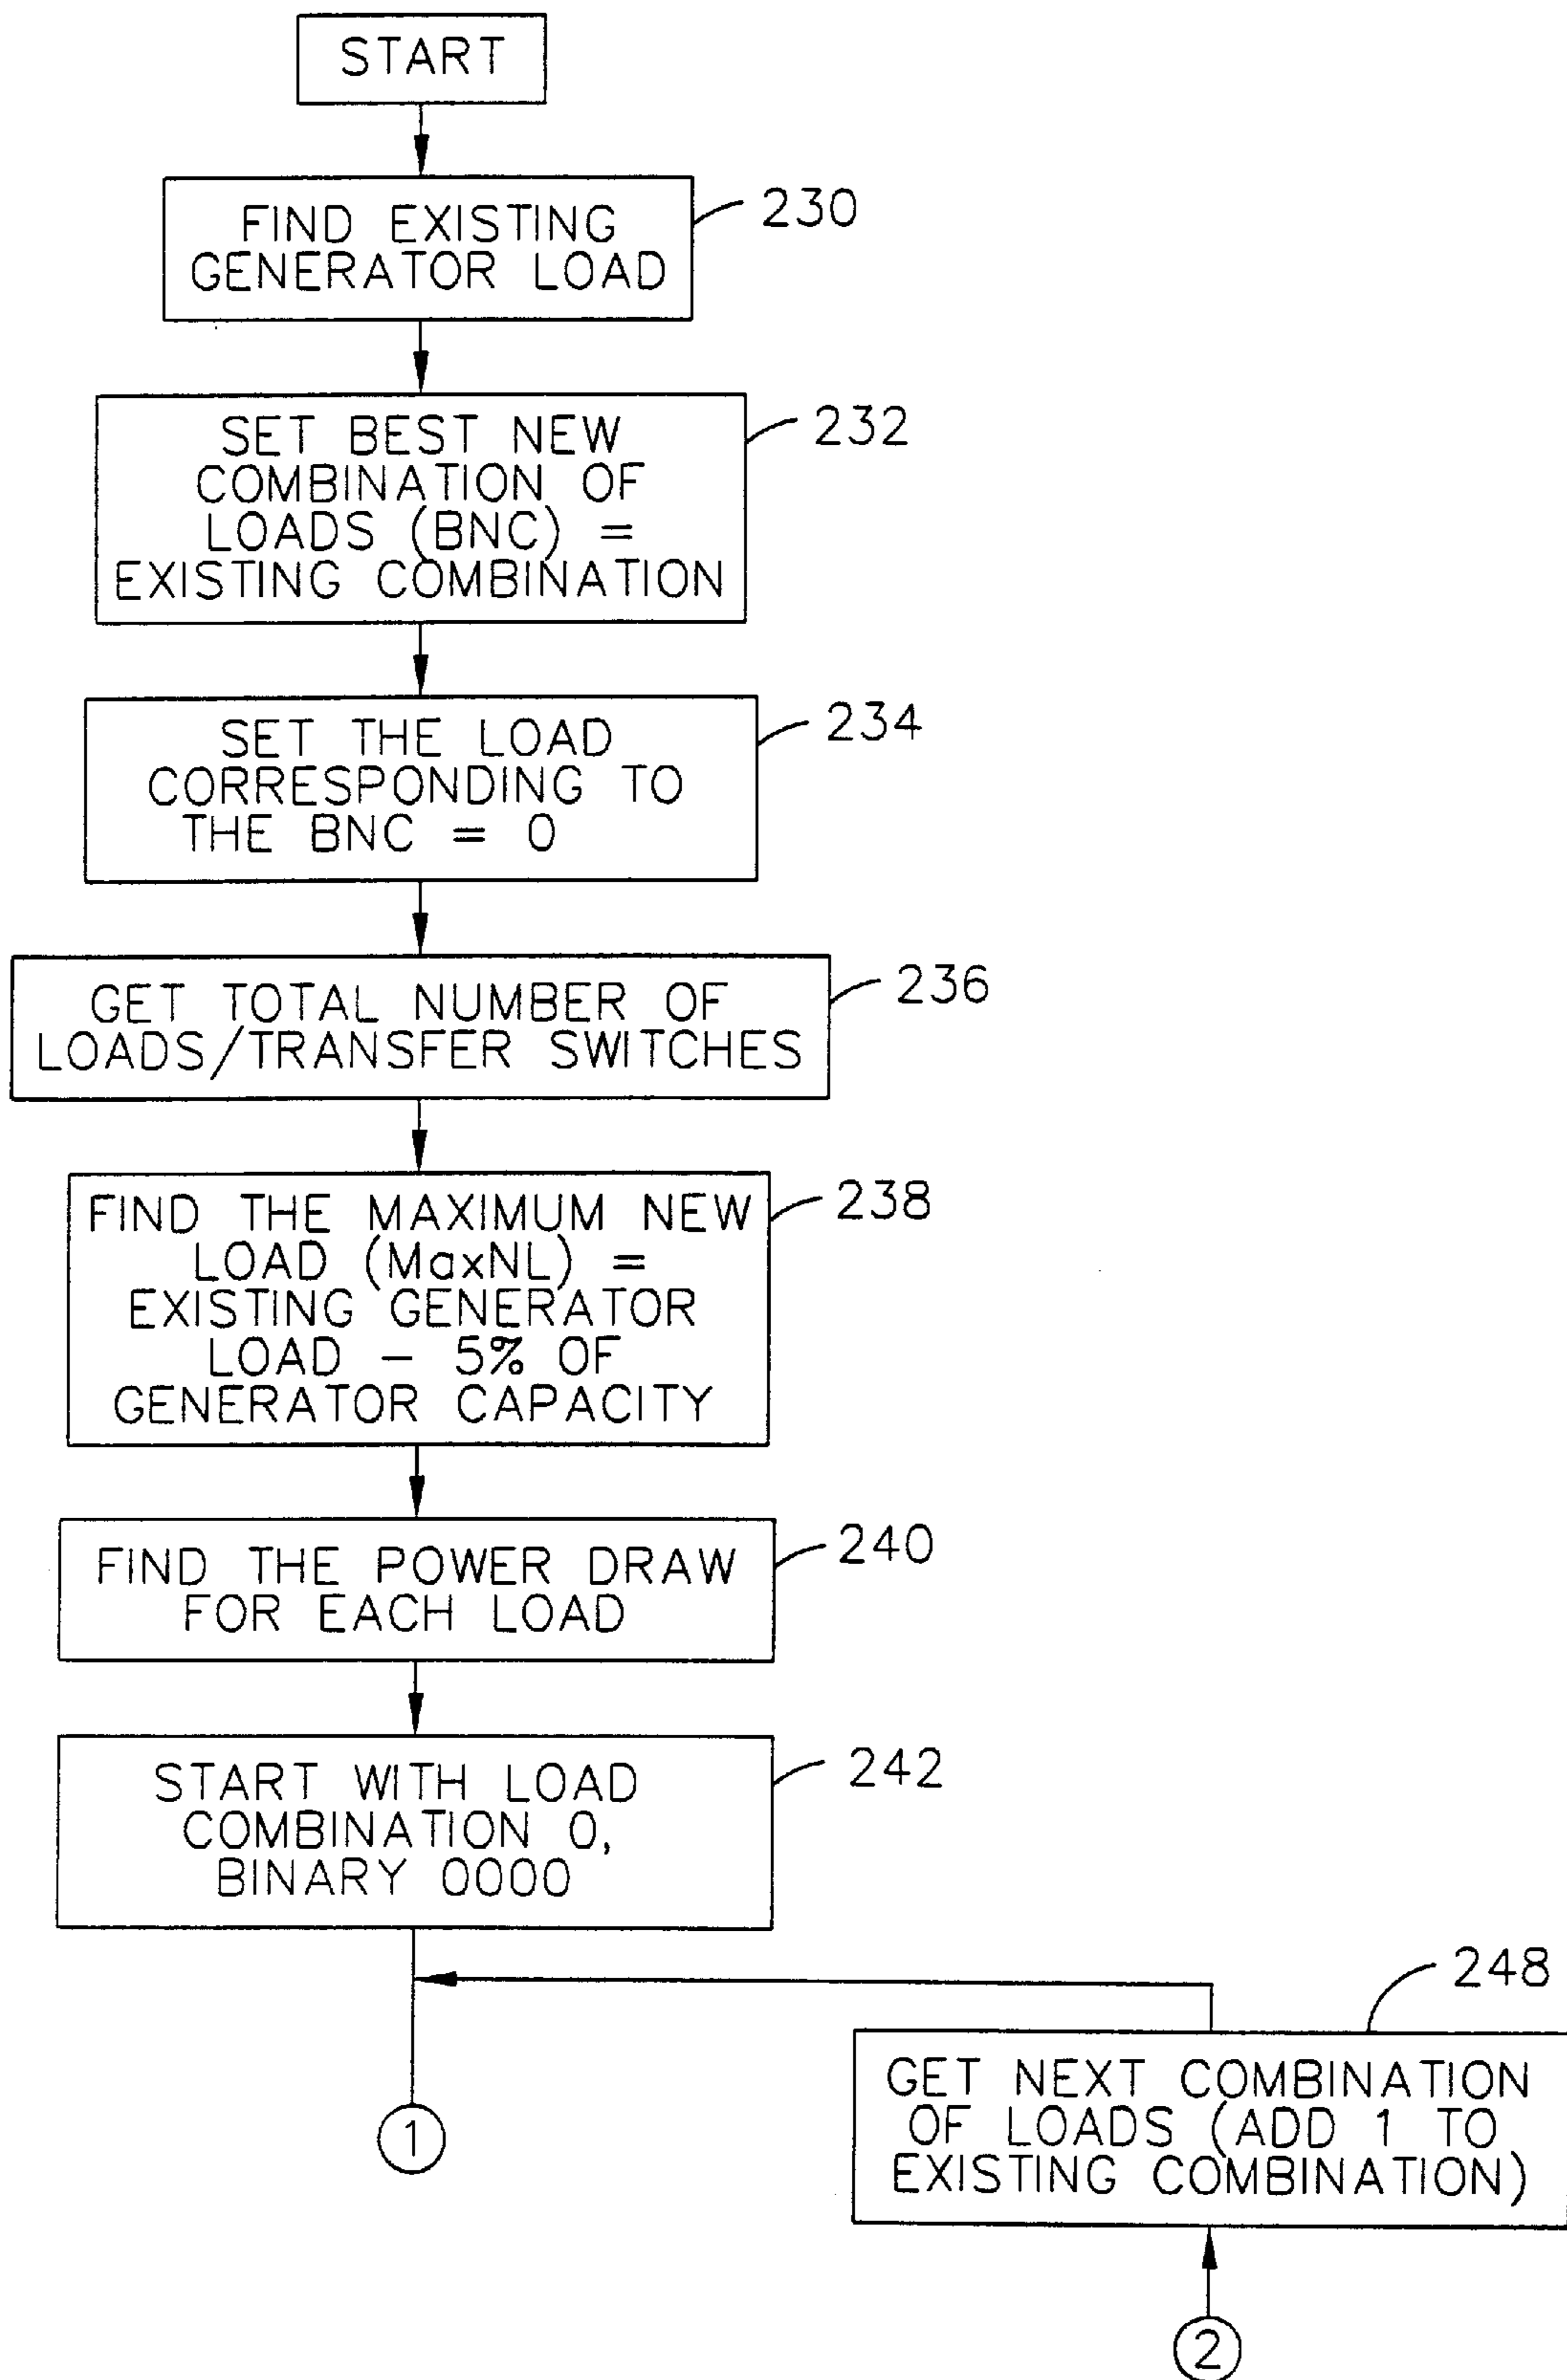 START
FIND EXISTING
GENERATOR LOAD
230
SET BEST NEW
COMBINATION OF
LOADS (BNC) =
EXISTING COMBINATION
232
SET THE LOAD
CORRESPONDING TO
THE BNC = 0
234
GET TOTAL NUMBER OF
LOADS/TRANSFER SWITCHES
236
FIND THE MAXIMUM NEW
LOAD (MaxNL) =
EXISTING GENERATOR
LOAD - 5% OF
GENERATOR CAPACITY
238
FIND THE POWER DRAW
FOR EACH LOAD
240
START WITH LOAD
COMBINATION 0,
BINARY 0000
242
248
GET NEXT COMBINATION
OF LOADS (ADD 1 TO
EXISTING COMBINATION)
1
2